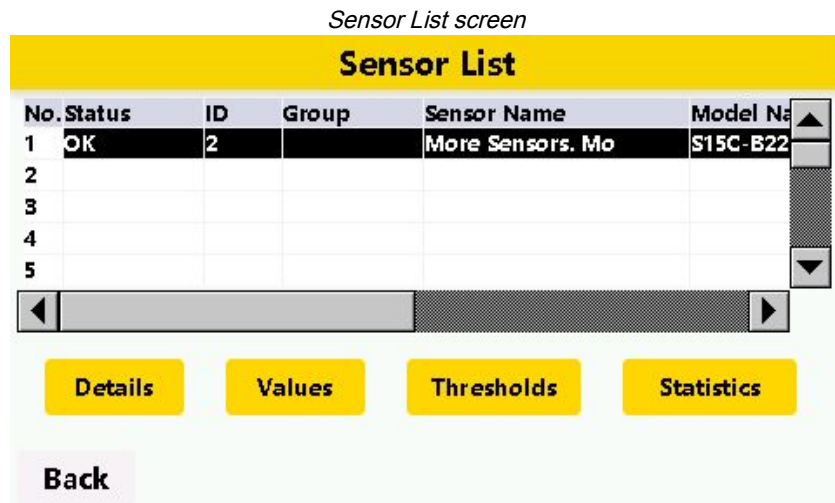 Sensor List screen
Sensor List
No. Status ID Group Sensor Name Model Na
1 OK 2 More Sensors. Mo S15C-B22
2
3
4
5
Details Values Thresholds Statistics
Back